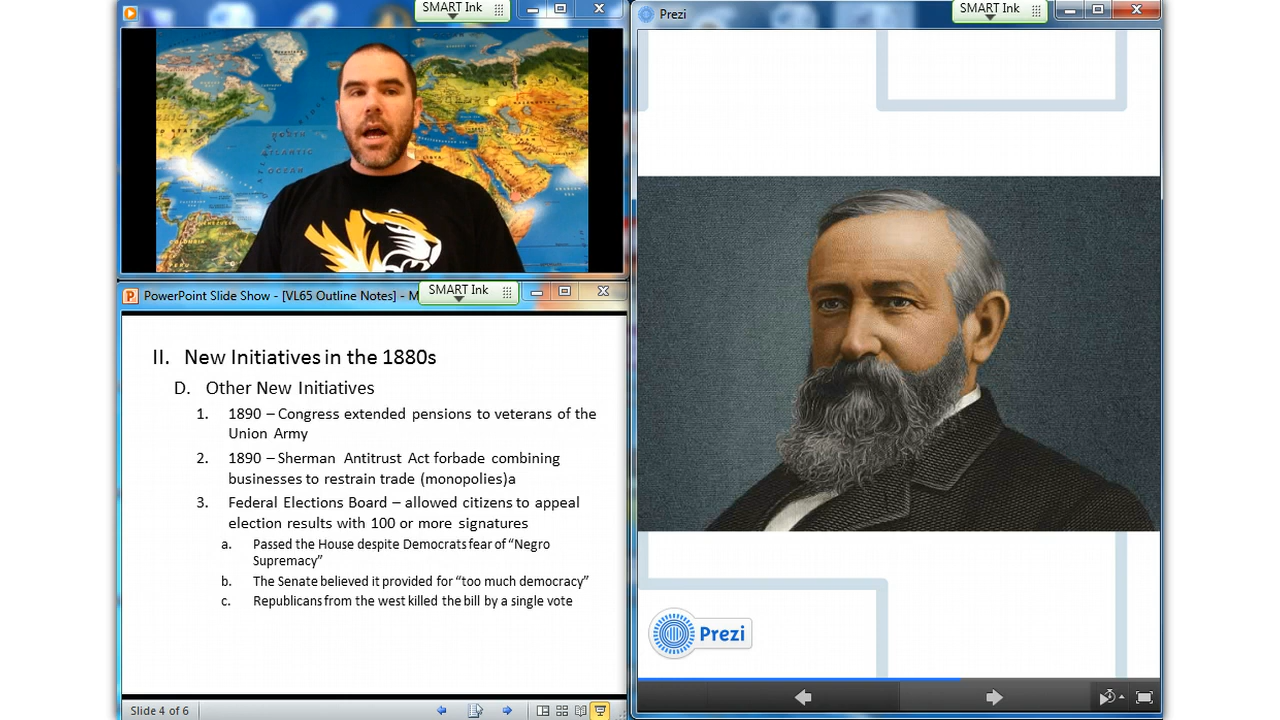 SMART Ink
SMART Ink
Prezi
NORTH
ATLANTIC
OCEAN
PowerPoint Slide Show - [VL65 Outline Notes] - M
SMART Ink
II. New Initiatives in the 1880s
D. Other New Initiatives
1. 1890 – Congress extended pensions to veterans of the
Union Army
2. 1890 – Sherman Antitrust Act forbade combining
businesses to restrain trade (monopolies)a
3. Federal Elections Board – allowed citizens to appeal
election results with 100 or more signatures
a. Passed the House despite Democrats fear of “Negro
Supremacy”
b. The Senate believed it provided for “too much democracy”
c. Republicans from the west killed the bill by a single vote
Slide 4 of 6
Prezi